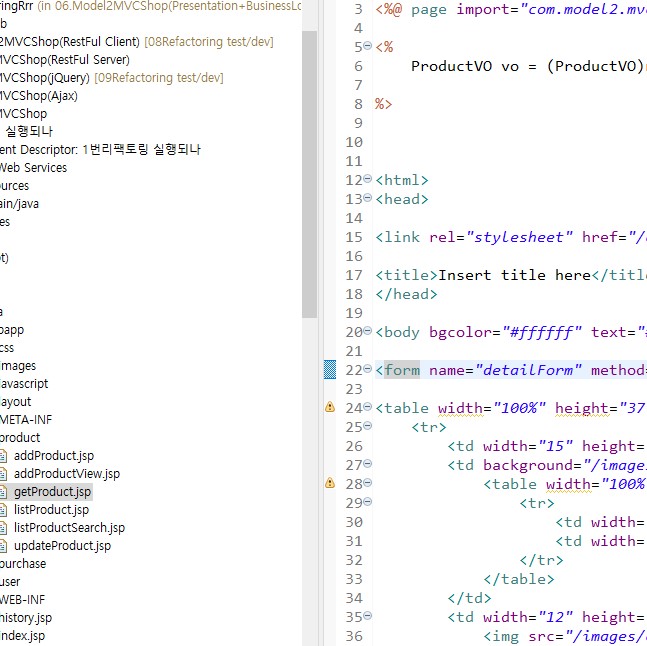 ringRrr (in 06.Model2MVCShop(Presentation+BusinessLo
b
2MVCShop(RestFul Client) [08Refactoring test/dev]
MVCShop(RestFul Server)
MVCShop(jQuery) [09Refactoring test/dev]
MVCShop(Ajax)
MVCShop
실행되나
ent Descriptor: 1번리팩토링 실행되나
Web Services
ources
ain/java
es
t)
a
bapp
css
images
javascript
layout
META-INF
product
addProduct.jsp
addProductView.jsp
getProduct.jsp
listProduct.jsp
listProductSearch.jsp
updateProduct.jsp
purchase
user
WEB-INF
history.jsp
index.jsp
3 <%@ page import="com.model2.mv
4
5 <%
6 ProductVO vo = (ProductVO)
7
8 %>
9
10
11
12 <html>
13 <head>
14
15 <link rel="stylesheet" href="/
16
17 <title>Insert title here</titl
18 </head>
19
20 <body bgcolor="#ffffff" text="
21
22 <form name="detailForm" method=
23
24 <table width="100%" height="37
25 <tr>
26 <td width="15" height=
27 <td background="/image
28 <table width="100%
29 <tr>
30 <td width=
31 <td width=
32 </tr>
33 </table>
34 </td>
35 <td width="12" height=
36 <img src="/images/